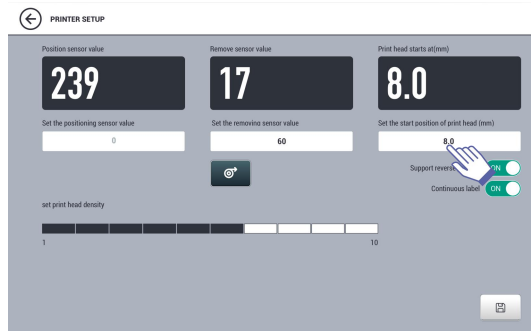 PRINTER SETUP
Position sensor value
Remove sensor value
Print head starts at(mm)
239
17
8.0
Set the positioning sensor value
Set the removing sensor value
Set the start position of print head (mm)
0
60
8.0
Support reverse
ON
Continuous label
ON
set print head density
1
10